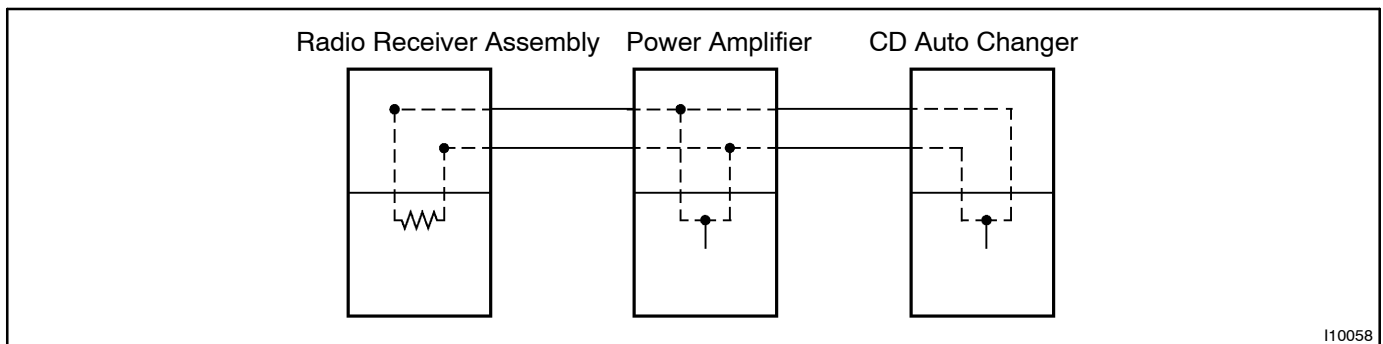 Radio Receiver Assembly Power Amplifier CD Auto Changer
I10058